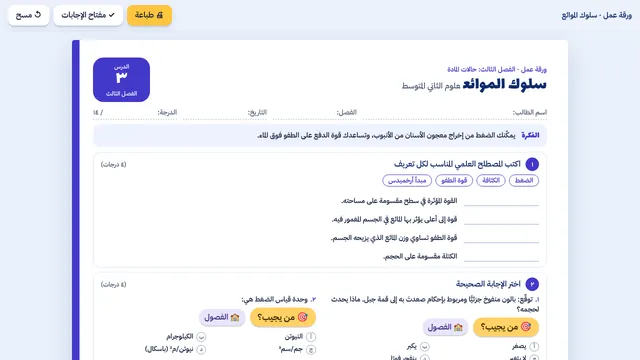 ورقة عمل · سلوك الموائع
🖨 طباعة
✓ مفتاح الإجابات
↺ مسح
ورقة عمل · الفصل الثالث: حالات المادة
سلوك الموائع علوم الثاني المتوسط
الدرس
٣
الفصل الثالث
اسم الطالب:
الفصل:
التاريخ:
الدرجة:
/ ١٤
الفكرة يمكّنك الضغط من إخراج معجون الأسنان من الأنبوب، وتساعدك قوة الدفع على الطفو فوق الماء.
١ اكتب المصطلح العلمي المناسب لكل تعريف (٤ درجات)
الضغط
الكثافة
قوة الطفو
مبدأ أرخميدس
القوة المؤثرة في سطح مقسومة على مساحته.
قوة إلى أعلى يؤثر بها المائع في الجسم المغمور فيه.
قوة الطفو تساوي وزن المائع الذي يزيحه الجسم.
الكتلة مقسومة على الحجم.
٢ اختر الإجابة الصحيحة (٤ درجات)
١. توقّع: بالون منفوخ جزئيًّا ومربوط بإحكام صعدتَ به إلى قمة جبل. ماذا يحدث
لحجمه؟
🎯 من يجيب؟ 🏫 الفصول
أ يصغر
ب يكبر
٢. وحدة قياس الضغط هي:
🎯 من يجيب؟ 🏫 الفصول
أ النيوتن
ب الكيلوجرام
ج جم/سم³
د نيوتن/م² (باسكال)